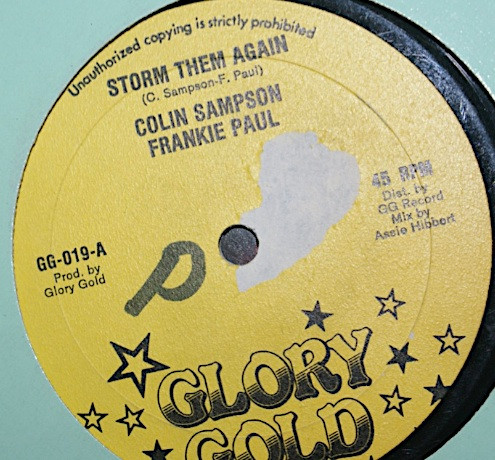 Unauthorized copying is strictly prohibited
STORM THEM AGAIN
(C. Sampson-F. Paul)
COLIN SAMPSON
FRANKIE PAUL
45 RPM
Dist. by
GG Record
Mix by
Assie Hibbert
GG-019-A
Prod. by
Glory Gold
P
GLORY
GOLD